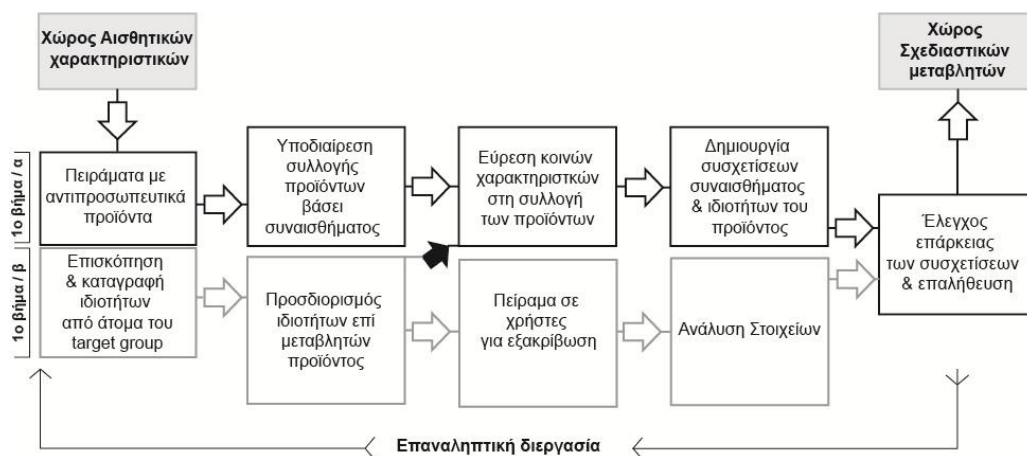 Χώρος Αισθητικών
χαρακτηριστικών
Χώρος
Σχεδιαστικών
μεταβλητών
1ο βήμα / α
Πειράματα με
αντιπροσωπευτικά
προϊόντα
Υποδιαίρεση
συλλογής
προϊόντων
βάσει
συναισθήματος
Εύρεση κοινών
χαρακτηριστικών
στη συλλογή
των προϊόντων
Δημιουργία
συσχετίσεων
συναισθήματος
& ιδιοτήτων του
προϊόντος
Έλεγχος
επάρκειας
των συσχετίσεων
& επαλήθευση
1ο βήμα / β
Επισκόπηση
& καταγραφή
ιδιοτήτων
από άτομα του
target group
Προσδιορισμός
ιδιοτήτων επί
μεταβλητών
προϊόντος
Πείραμα σε
χρήστες
για εξακρίβωση
Ανάλυση Στοιχείων
Επαναληπτική διεργασία